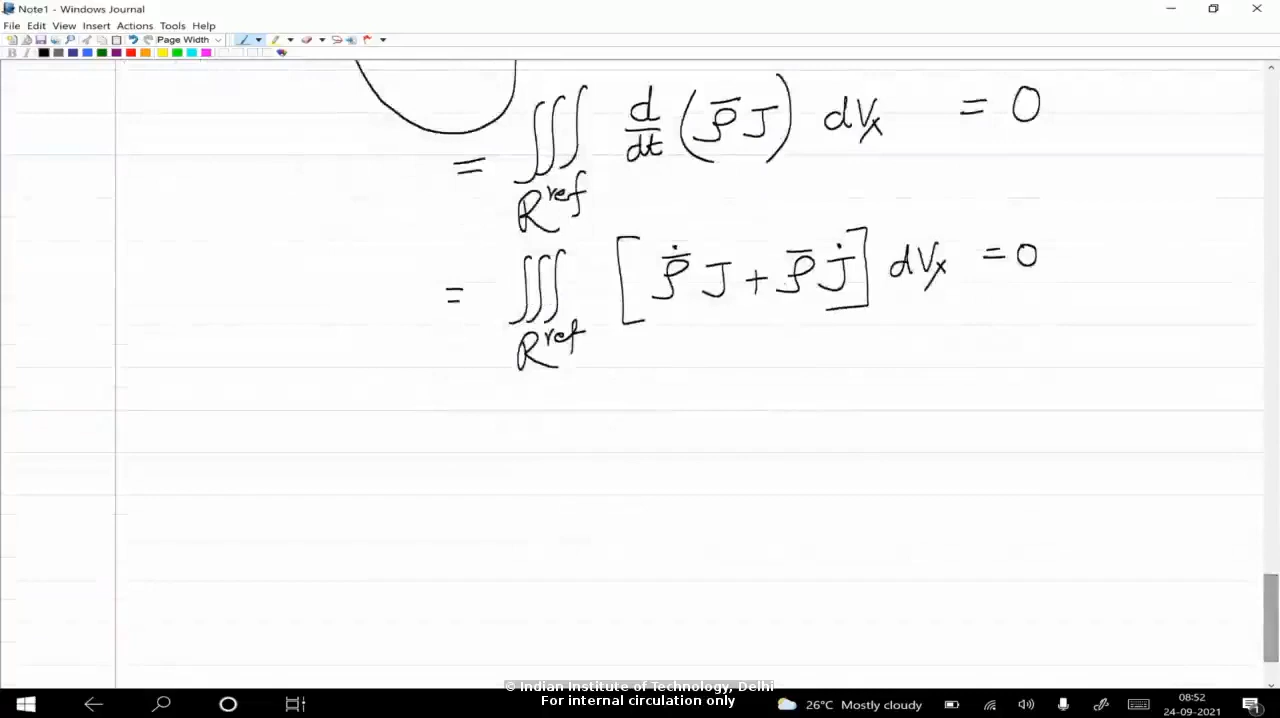 Note1 - Windows Journal
File Edit View Insert Actions Tools Help
Page Width
B I
= ∭_{R^{ref}} d/dt (ρ̄ J) dV_X = 0
= ∭_{R^{ref}} [ρ̄̇ J + ρ̄ J̇] dV_X = 0
© Indian Institute of Technology, Delhi
For internal circulation only
26°C Mostly cloudy
08:52
24-09-2021
1